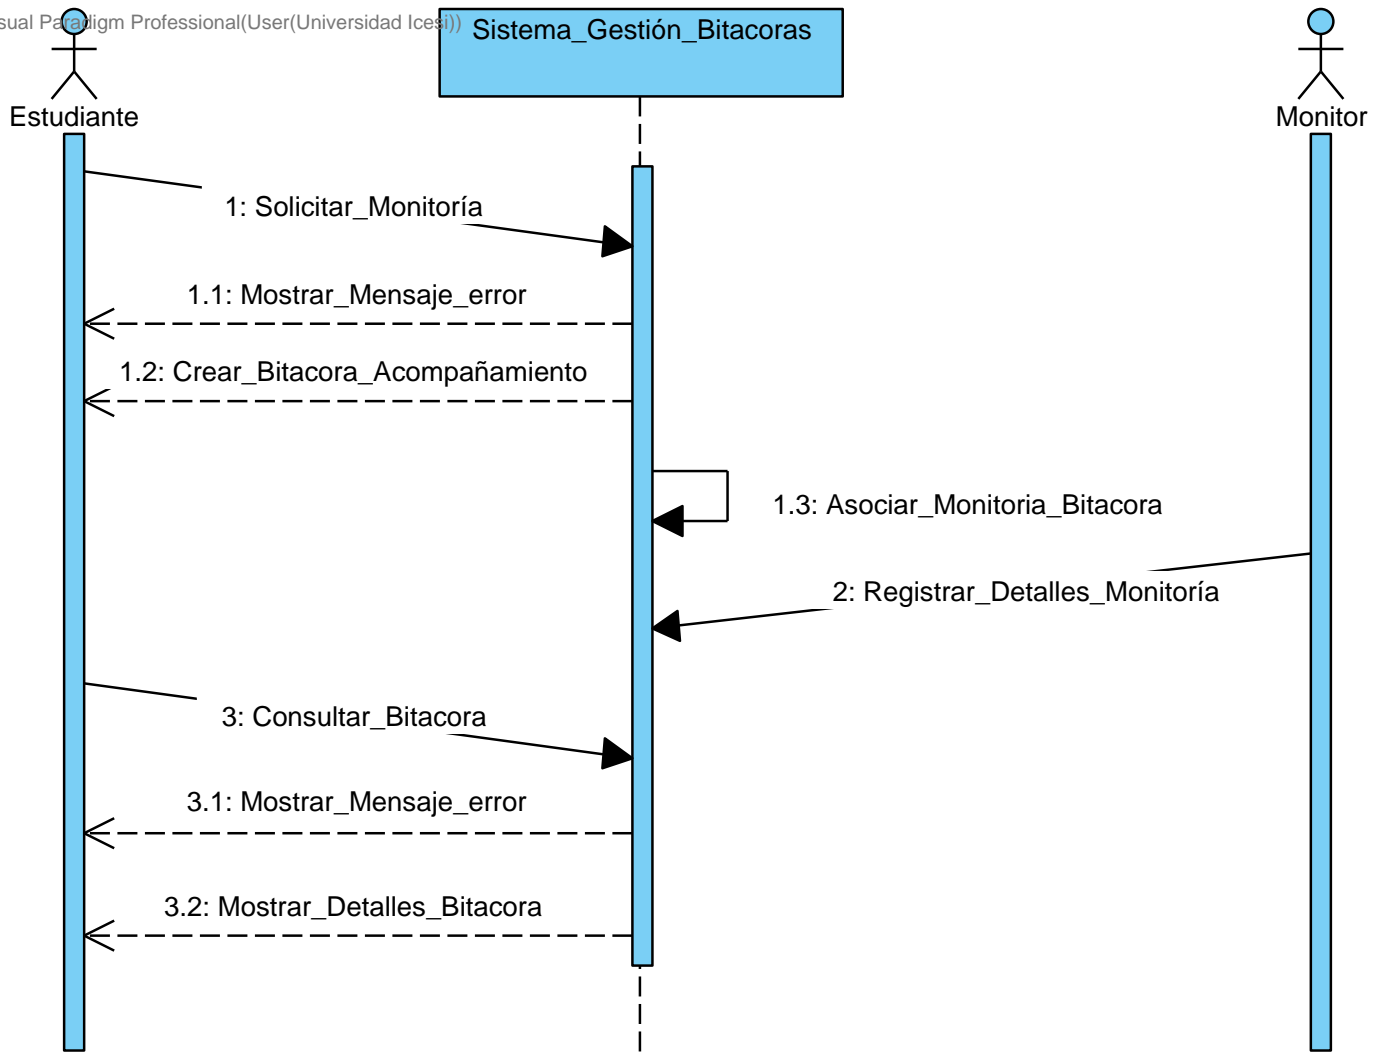 sual Paradigm Professional(User(Universidad Icesi))
Sistema_Gestión_Bitacoras
Estudiante
Monitor
1: Solicitar_Monitoría
1.1: Mostrar_Mensaje_error
1.2: Crear_Bitacora_Acompañamiento
1.3: Asociar_Monitoria_Bitacora
2: Registrar_Detalles_Monitoría
3: Consultar_Bitacora
3.1: Mostrar_Mensaje_error
3.2: Mostrar_Detalles_Bitacora